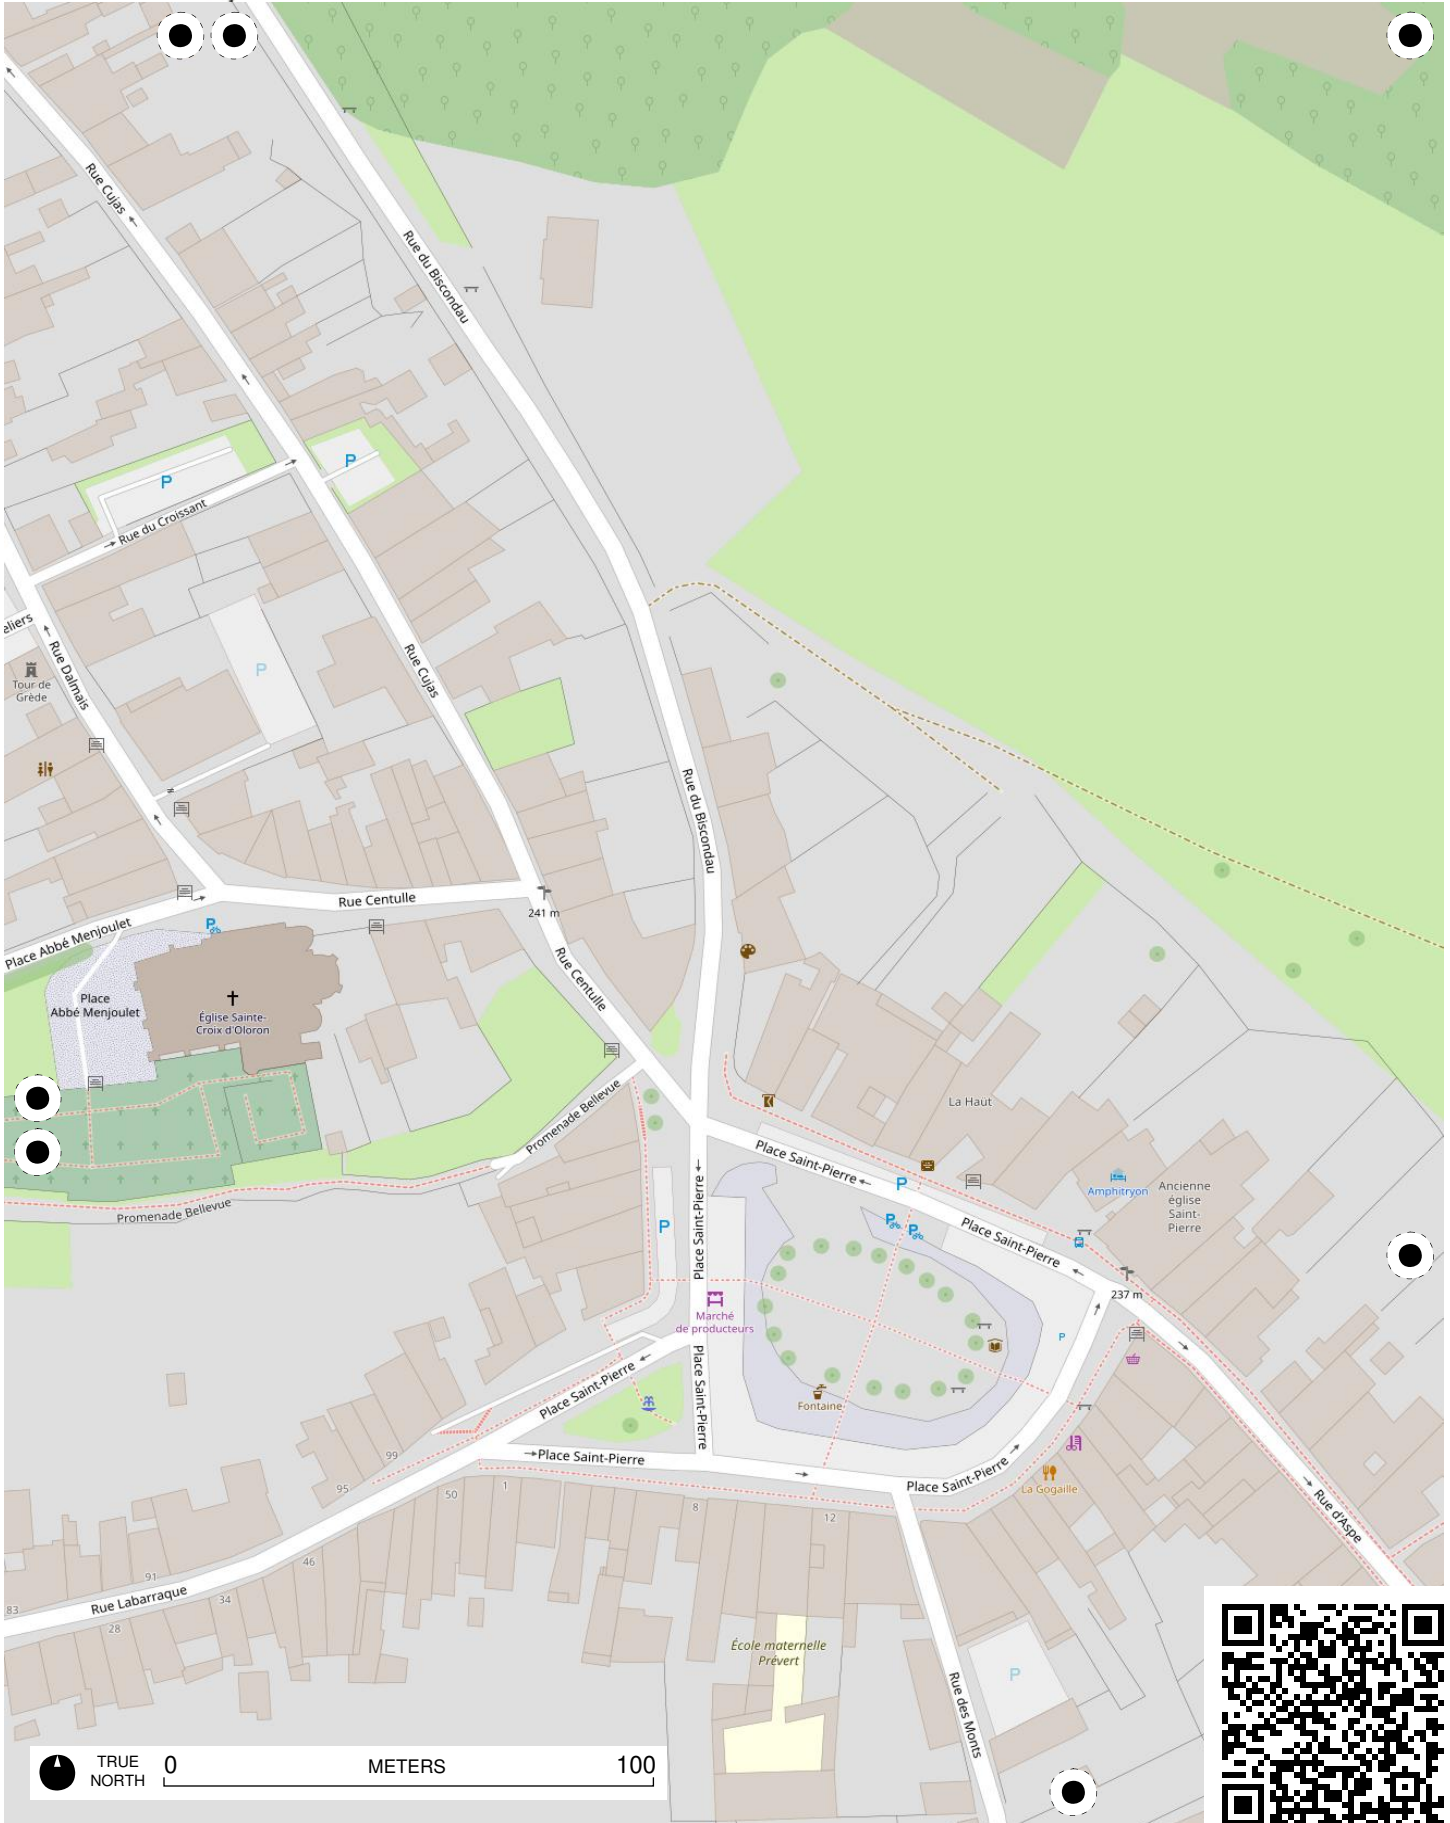 Rue Cujas
Rue du Biscondau
P
P
Rue du Croissant
eliers
Rue Dalmais
Tour de
Grède
P
Rue Cujas
Rue du Biscondau
Rue Centulle
241 m
Place Abbé Menjoulet
P
Rue Centulle
Place
Abbé Menjoulet
Église Sainte-
Croix d'Oloron
Promenade Bellevue
La Haut
Place Saint-Pierre
P
Amphitryon
Ancienne
église
Saint-
Pierre
Promenade Bellevue
Place Saint-Pierre
P
P
P
Place Saint-Pierre
237 m
Marché
de producteurs
P
Place Saint-Pierre
Place Saint-Pierre
Fontaine
99
Place Saint-Pierre
Place Saint-Pierre
La Gogaille
95
50
1
8
12
Rue d'Aspe
91
46
83
Rue Labarraque
34
28
École maternelle
Prévert
P
Rue des Monts
TRUE
NORTH
0
METERS
100